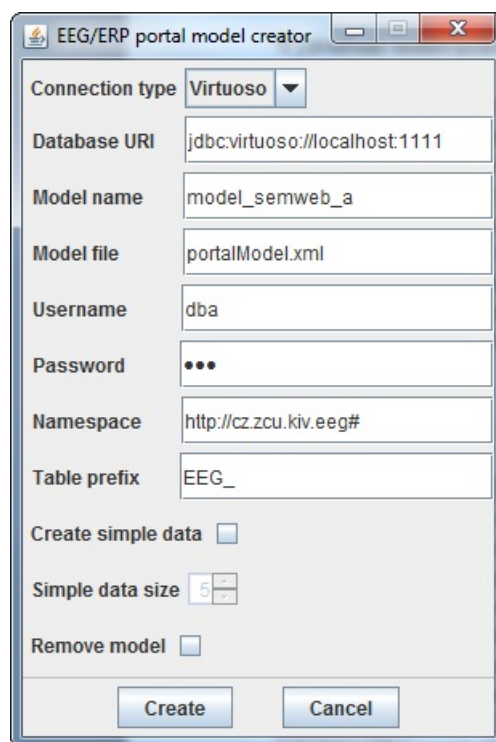 EEG/ERP portal model creator
Connection type Virtuoso
Database URI jdbc:virtuoso://localhost:1111
Model name model_semweb_a
Model file portalModel.xml
Username dba
Password •••
Namespace http://cz.zcu.kiv.eeg#
Table prefix EEG_
Create simple data
Simple data size 5
Remove model
Create Cancel